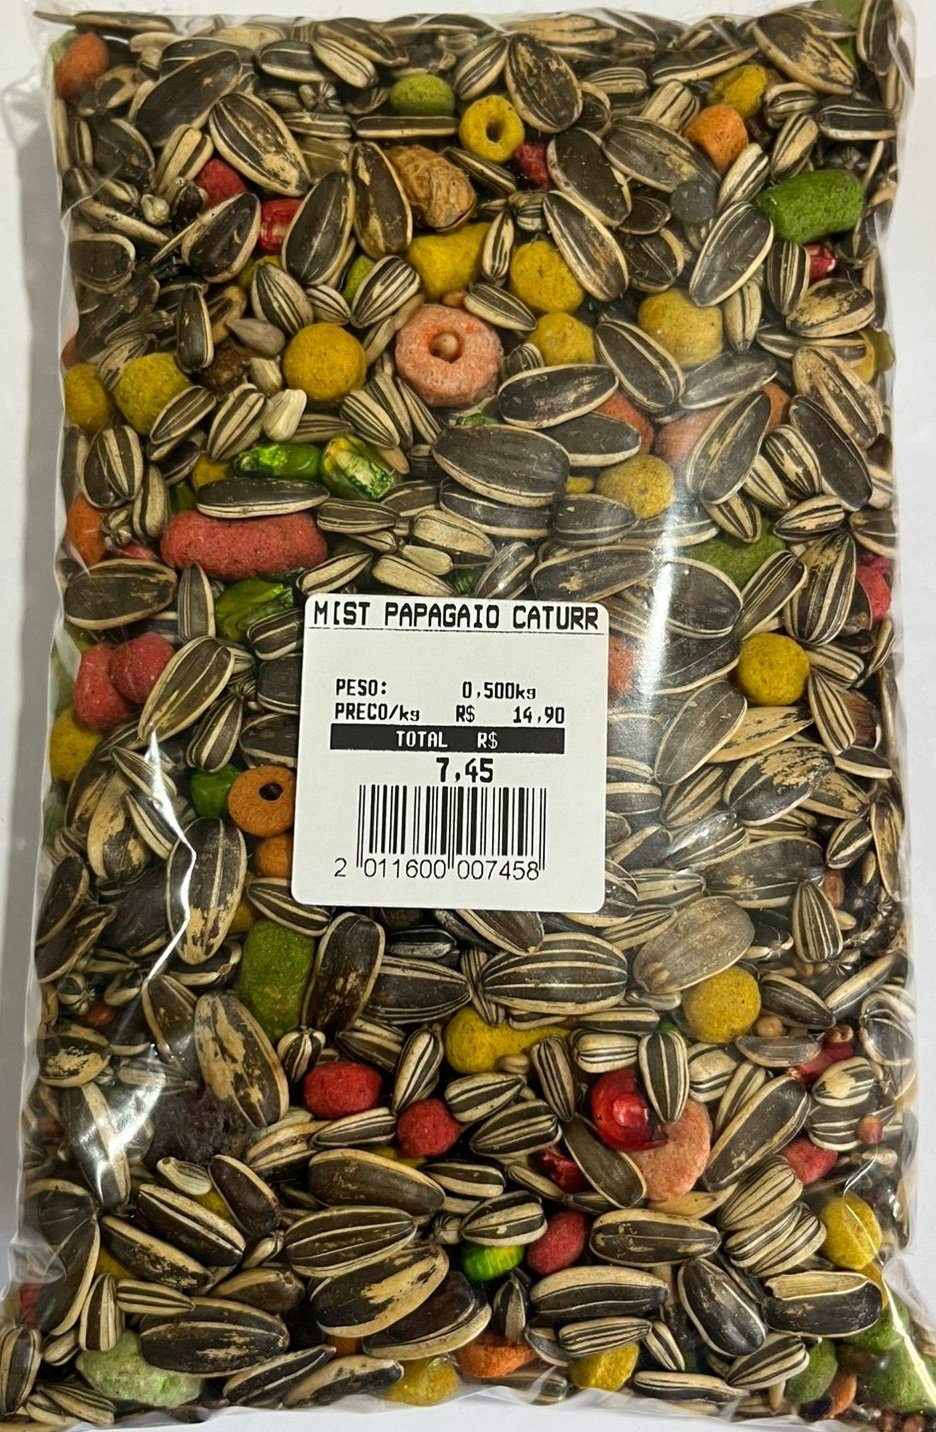 MIST PAPAGAIO CATURR
PESO: 0,500kg
PRECO/kg R$ 14,90
TOTAL R$
7,45
2 011600 007458